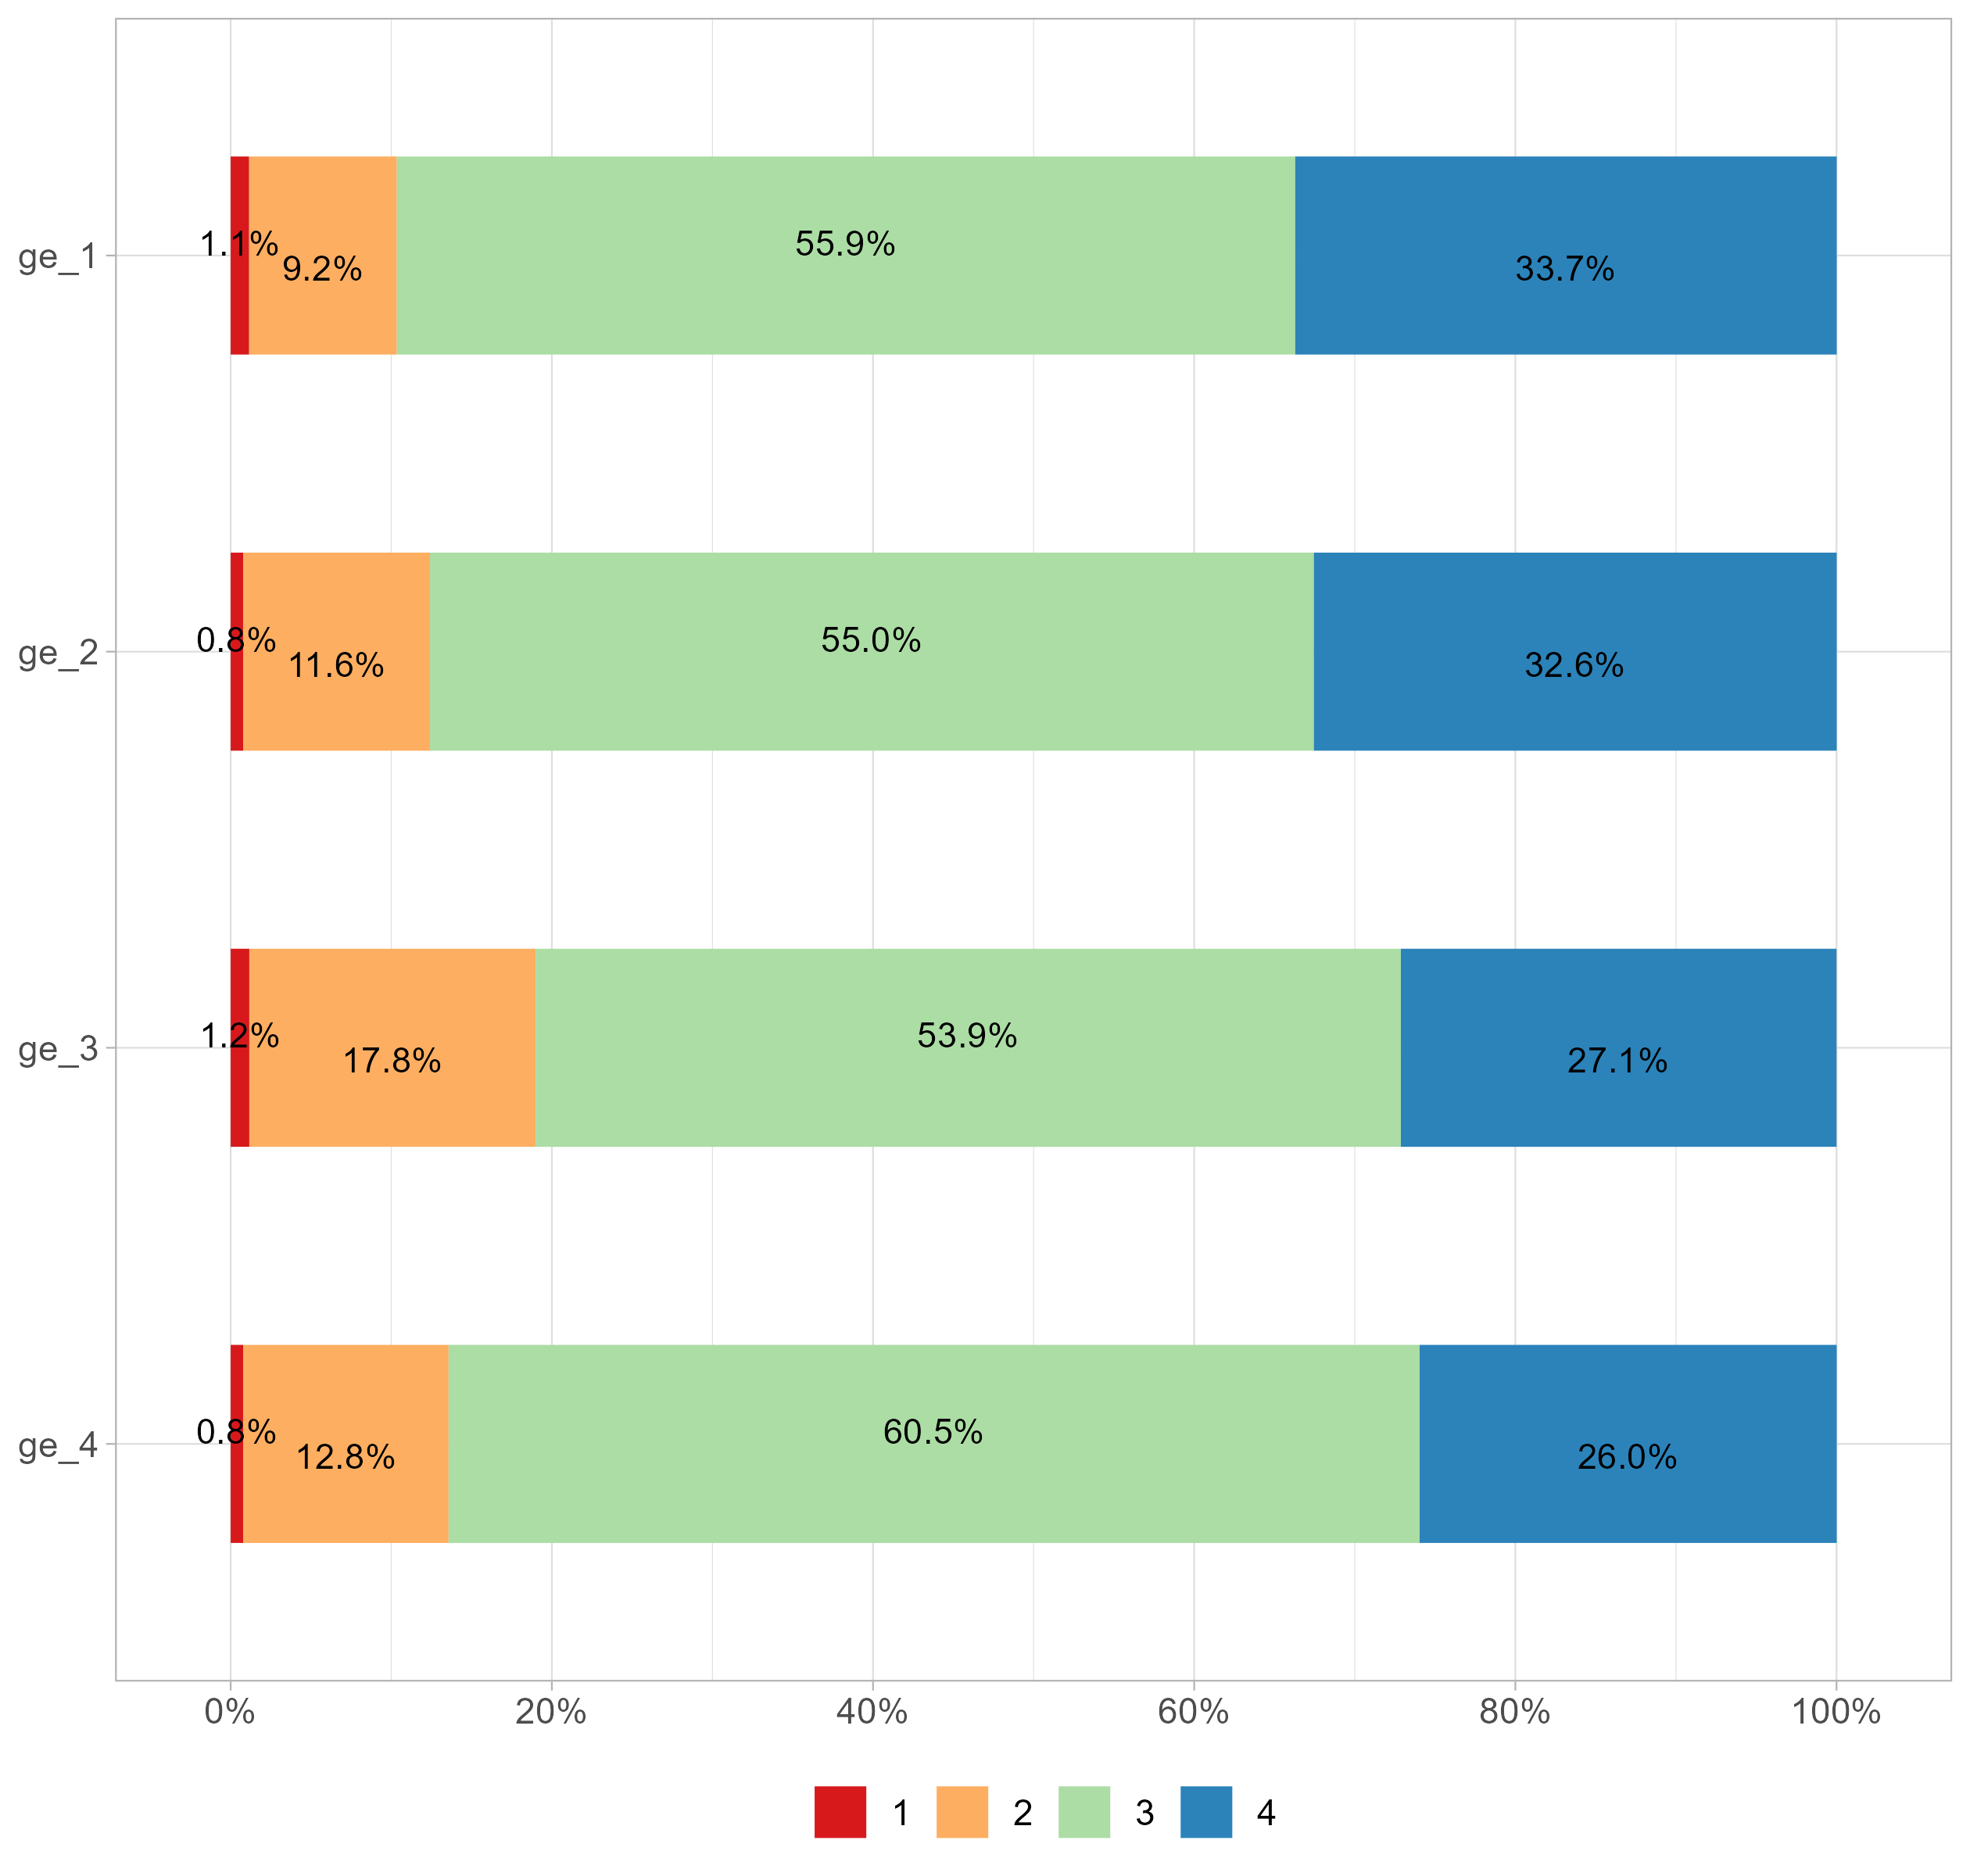 ge_1 1.1% 9.2% 55.9% 33.7%
ge_2 0.8% 11.6% 55.0% 32.6%
ge_3 1.2% 17.8% 53.9% 27.1%
ge_4 0.8% 12.8% 60.5% 26.0%
0% 20% 40% 60% 80% 100%
1 2 3 4